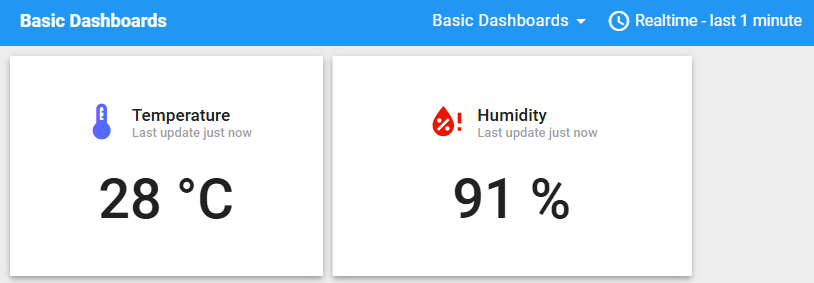 Basic Dashboards
Basic Dashboards
Realtime - last 1 minute
Temperature
Last update just now
28 °C
Humidity
Last update just now
91 %